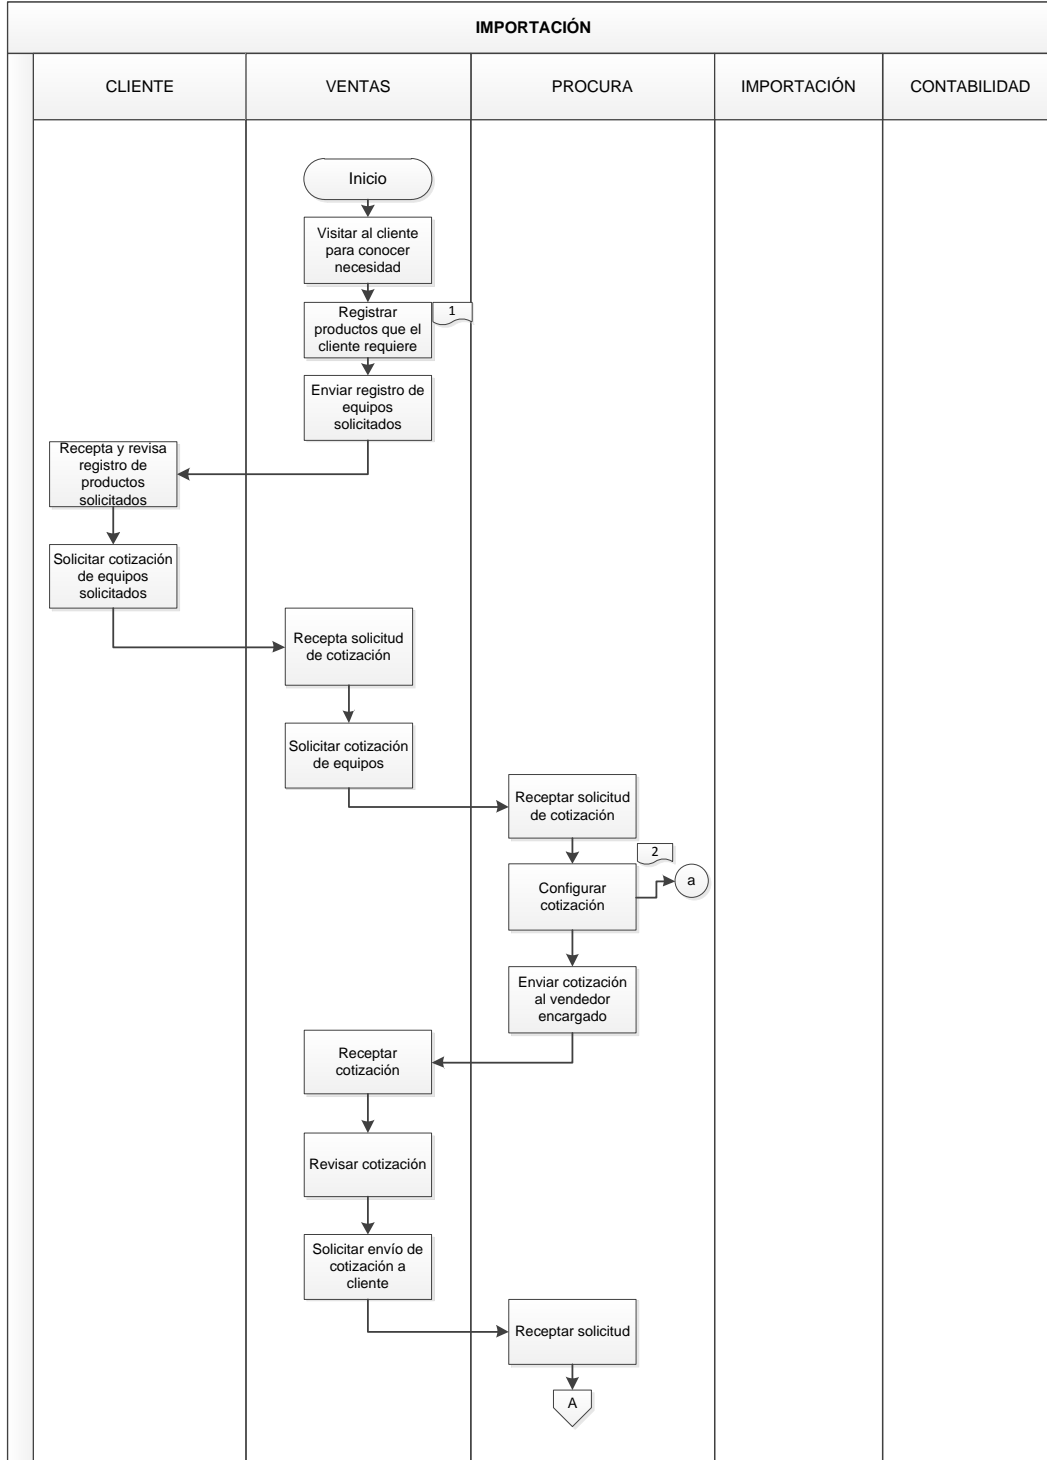 IMPORTACIÓN
CLIENTE
VENTAS
PROCURA
IMPORTACIÓN
CONTABILIDAD
Inicio
Visitar al cliente
para conocer
necesidad
Registrar
productos que el
cliente requiere
1
Enviar registro de
equipos
solicitados
Recepta y revisa
registro de
productos
solicitados
Solicitar cotización
de equipos
solicitados
Recepta solicitud
de cotización
Solicitar cotización
de equipos
Receptar solicitud
de cotización
2
Configurar
cotización
a
Enviar cotización
al vendedor
encargado
Receptar
cotización
Revisar cotización
Solicitar envío de
cotización a
cliente
Receptar solicitud
A